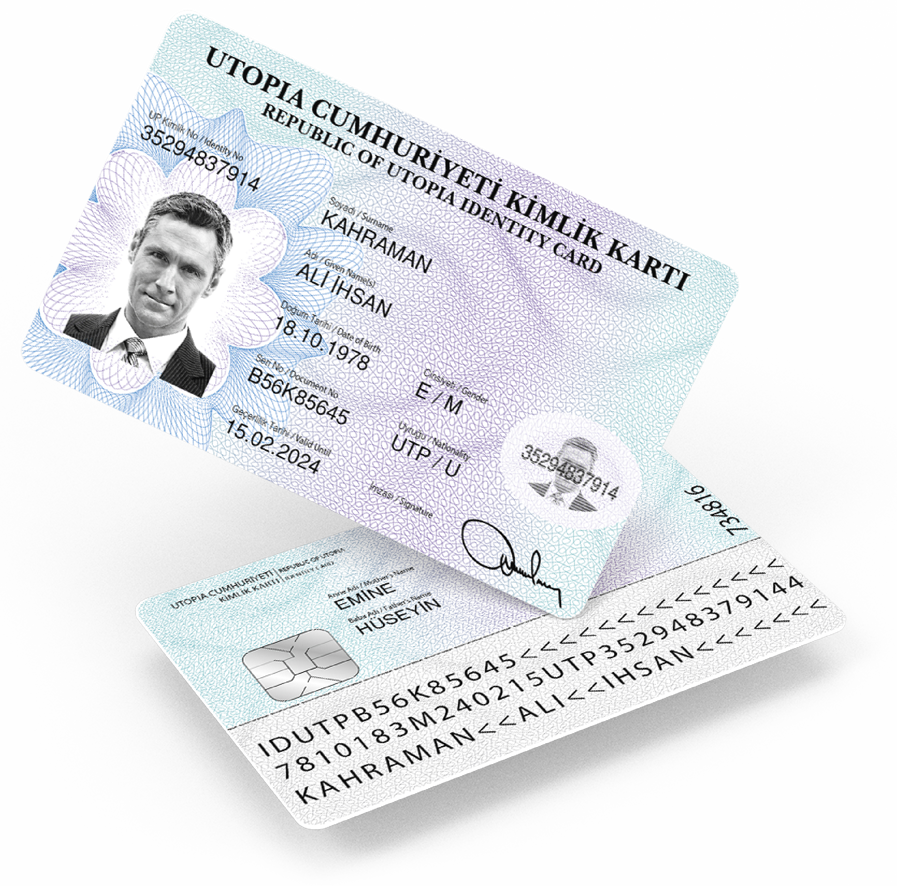 UTOPIA CUMHURİYETİ KİMLİK KARTI
REPUBLIC OF UTOPIA IDENTITY CARD
UP Kimlik No / Identity No
35294837914
Soyadı / Surname
KAHRAMAN
Adı / Given Name(s)
ALİ İHSAN
Doğum Tarihi / Date of Birth
18.10.1978
Seri No / Document No
B56K85645
Geçerlilik Tarihi / Valid Until
15.02.2024
Cinsiyet / Gender
E / M
Uyruğu / Nationality
UTP / U
İmzası / Signature
35294837914
734816
UTOPIA CUMHURİYETİ | REPUBLIC OF UTOPIA
KİMLİK KARTI | IDENTITY CARD
Anne Adı / Mother's Name
EMİNE
Baba Adı / Father's Name
HÜSEYİN
IDUTPB56K85645<<<<<<<<<<<<<<<
7810183M240215UTP352948379144
KAHRAMAN<<ALI<<IHSAN<<<<<<<